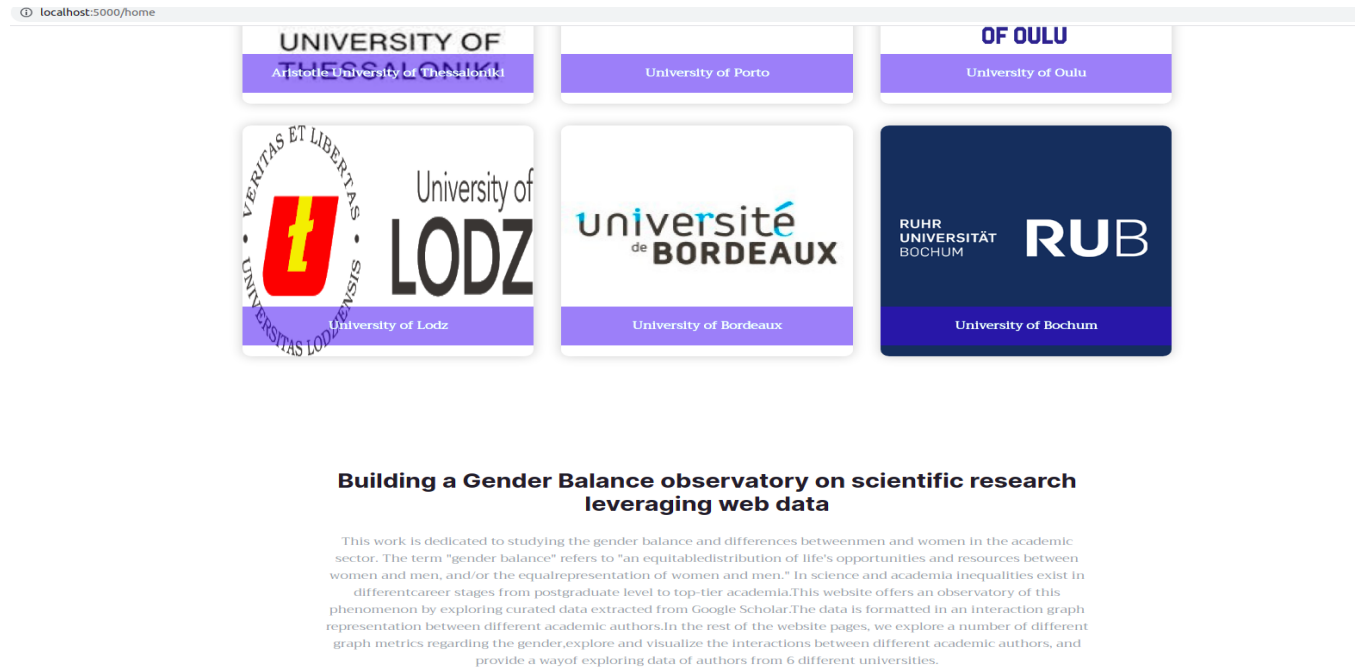 localhost:5000/home
UNIVERSITY OF
THESSALONIKI
Aristotle University of Thessaloniki
University of Porto
OF OULU
University of Oulu
VERITAS ET LIBERTAS
UNIVERSITAS LODZIENSIS
University of
LODZ
University of Lodz
université
de BORDEAUX
University of Bordeaux
RUHR
UNIVERSITÄT
BOCHUM
RUB
University of Bochum
Building a Gender Balance observatory on scientific research
leveraging web data
This work is dedicated to studying the gender balance and differences betweenmen and women in the academic
sector. The term "gender balance" refers to "an equitabledistribution of life's opportunities and resources between
women and men, and/or the equalrepresentation of women and men." In science and academia inequalities exist in
differentcareer stages from postgraduate level to top-tier academia.This website offers an observatory of this
phenomenon by exploring curated data extracted from Google Scholar.The data is formatted in an interaction graph
representation between different academic authors.In the rest of the website pages, we explore a number of different
graph metrics regarding the gender,explore and visualize the interactions between different academic authors, and
provide a wayof exploring data of authors from 6 different universities.